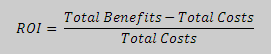 ROI = Total Benefits − Total Costs / Total Costs